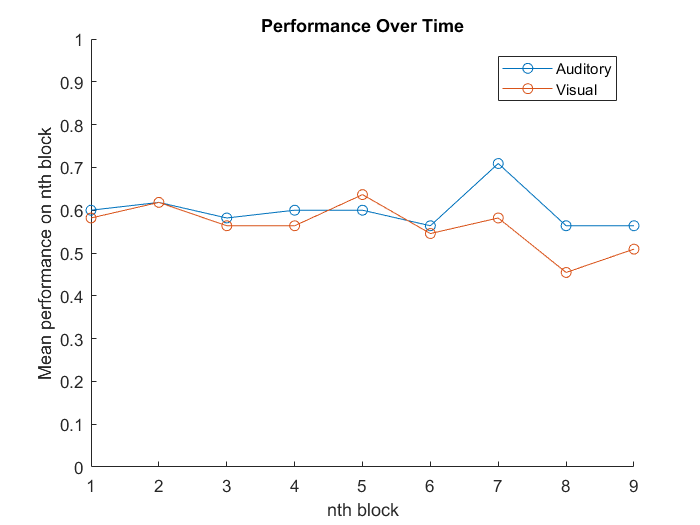 Performance Over Time
Auditory
Visual
Mean performance on nth block
1
0.9
0.8
0.7
0.6
0.5
0.4
0.3
0.2
0.1
0
1 2 3 4 5 6 7 8 9
nth block